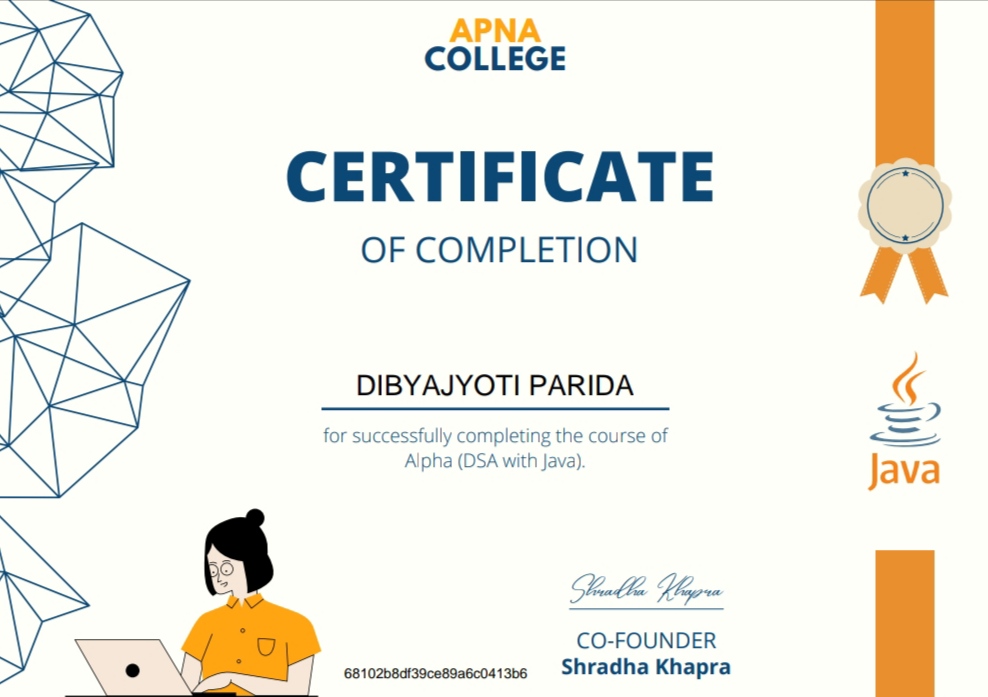 APNA
COLLEGE
CERTIFICATE
OF COMPLETION
DIBYAJYOTI PARIDA
for successfully completing the course of
Alpha (DSA with Java).
Java
Shradha Khapra
CO-FOUNDER
Shradha Khapra
68102b8df39ce89a6c0413b6